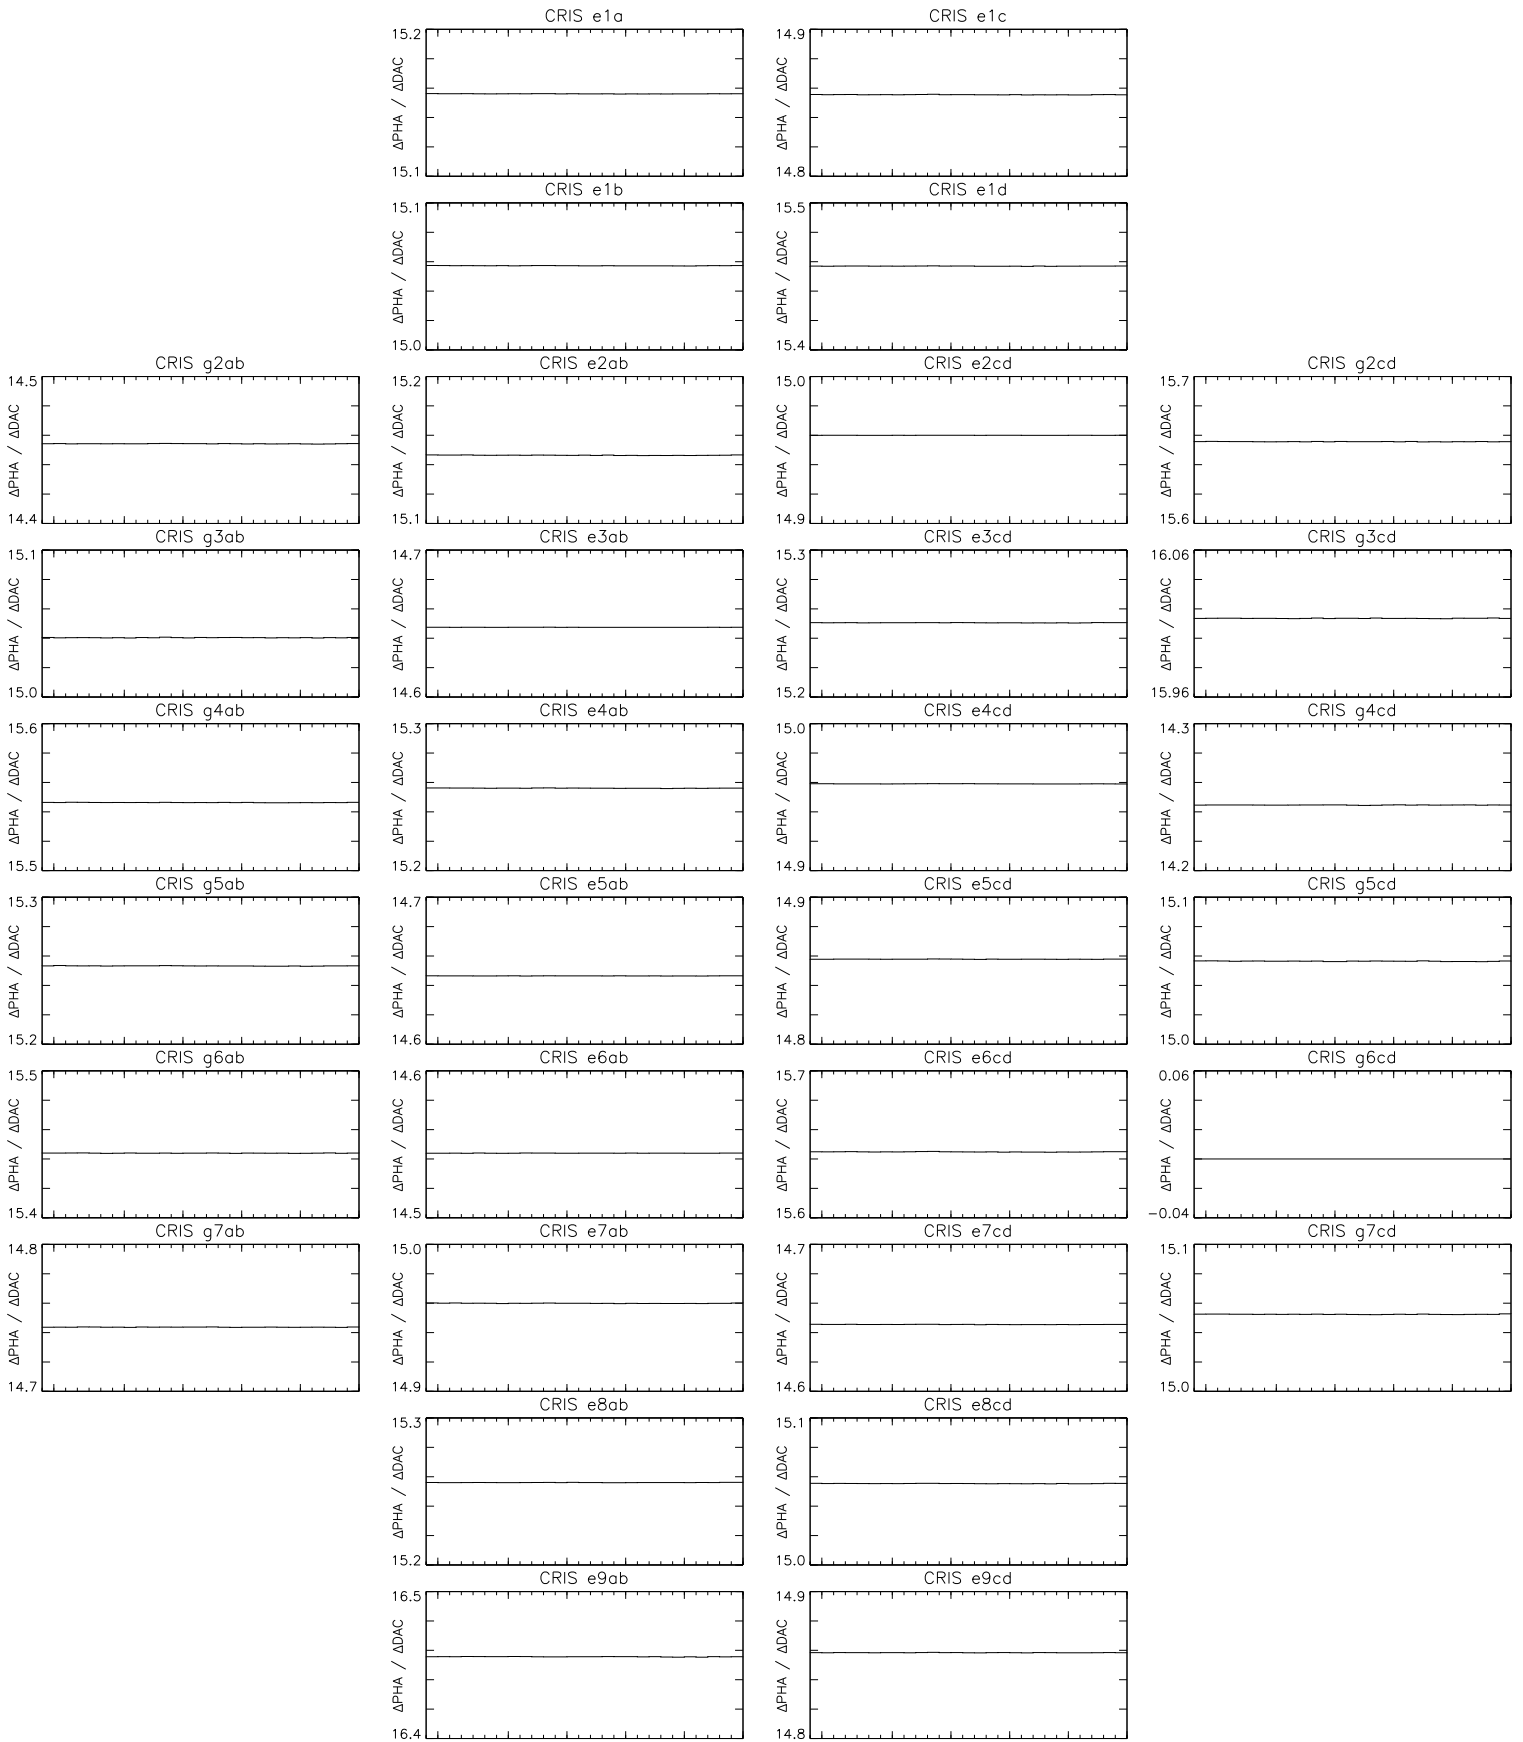 CRIS e1a
15.2
ΔPHA / ΔDAC
15.1
CRIS e1c
14.9
ΔPHA / ΔDAC
14.8
CRIS e1b
15.1
ΔPHA / ΔDAC
15.0
CRIS e1d
15.5
ΔPHA / ΔDAC
15.4
CRIS g2ab
14.5
ΔPHA / ΔDAC
14.4
CRIS e2ab
15.2
ΔPHA / ΔDAC
15.1
CRIS e2cd
15.0
ΔPHA / ΔDAC
14.9
CRIS g2cd
15.7
ΔPHA / ΔDAC
15.6
CRIS g3ab
15.1
ΔPHA / ΔDAC
15.0
CRIS e3ab
14.7
ΔPHA / ΔDAC
14.6
CRIS e3cd
15.3
ΔPHA / ΔDAC
15.2
CRIS g3cd
16.06
ΔPHA / ΔDAC
15.96
CRIS g4ab
15.6
ΔPHA / ΔDAC
15.5
CRIS e4ab
15.3
ΔPHA / ΔDAC
15.2
CRIS e4cd
15.0
ΔPHA / ΔDAC
14.9
CRIS g4cd
14.3
ΔPHA / ΔDAC
14.2
CRIS g5ab
15.3
ΔPHA / ΔDAC
15.2
CRIS e5ab
14.7
ΔPHA / ΔDAC
14.6
CRIS e5cd
14.9
ΔPHA / ΔDAC
14.8
CRIS g5cd
15.1
ΔPHA / ΔDAC
15.0
CRIS g6ab
15.5
ΔPHA / ΔDAC
15.4
CRIS e6ab
14.6
ΔPHA / ΔDAC
14.5
CRIS e6cd
15.7
ΔPHA / ΔDAC
15.6
CRIS g6cd
0.06
ΔPHA / ΔDAC
−0.04
CRIS g7ab
14.8
ΔPHA / ΔDAC
14.7
CRIS e7ab
15.0
ΔPHA / ΔDAC
14.9
CRIS e7cd
14.7
ΔPHA / ΔDAC
14.6
CRIS g7cd
15.1
ΔPHA / ΔDAC
15.0
CRIS e8ab
15.3
ΔPHA / ΔDAC
15.2
CRIS e8cd
15.1
ΔPHA / ΔDAC
15.0
CRIS e9ab
16.5
ΔPHA / ΔDAC
16.4
CRIS e9cd
14.9
ΔPHA / ΔDAC
14.8